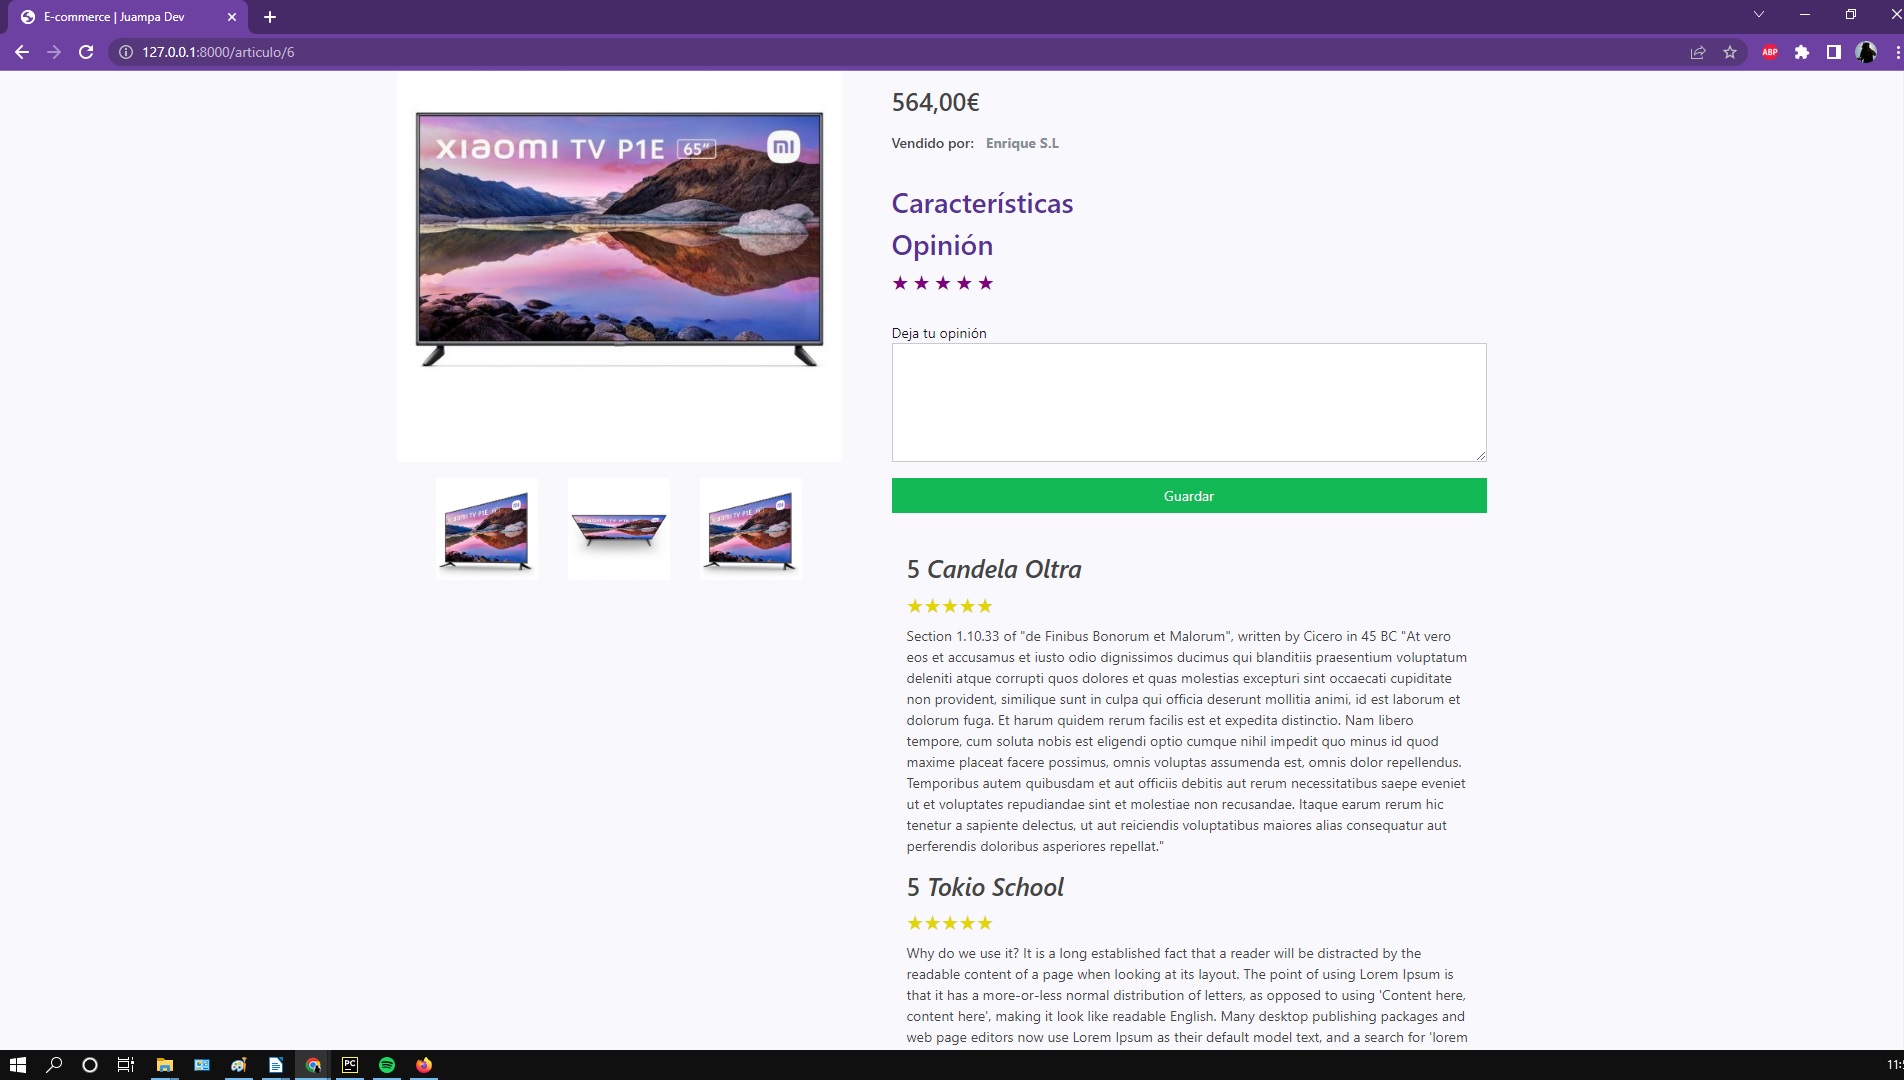 E-commerce | Juampa Dev
127.0.0.1:8000/articulo/6
ABP
xiaomi TV P1E 65"
mi
564,00€
Vendido por: Enrique S.L
Características
Opinión
Deja tu opinión
Guardar
5 Candela Oltra
Section 1.10.33 of "de Finibus Bonorum et Malorum", written by Cicero in 45 BC "At vero
eos et accusamus et iusto odio dignissimos ducimus qui blanditiis praesentium voluptatum
deleniti atque corrupti quos dolores et quas molestias excepturi sint occaecati cupiditate
non provident, similique sunt in culpa qui officia deserunt mollitia animi, id est laborum et
dolorum fuga. Et harum quidem rerum facilis est et expedita distinctio. Nam libero
tempore, cum soluta nobis est eligendi optio cumque nihil impedit quo minus id quod
maxime placeat facere possimus, omnis voluptas assumenda est, omnis dolor repellendus.
Temporibus autem quibusdam et aut officiis debitis aut rerum necessitatibus saepe eveniet
ut et voluptates repudiandae sint et molestiae non recusandae. Itaque earum rerum hic
tenetur a sapiente delectus, ut aut reiciendis voluptatibus maiores alias consequatur aut
perferendis doloribus asperiores repellat."
5 Tokio School
Why do we use it? It is a long established fact that a reader will be distracted by the
readable content of a page when looking at its layout. The point of using Lorem Ipsum is
that it has a more-or-less normal distribution of letters, as opposed to using 'Content here,
content here', making it look like readable English. Many desktop publishing packages and
web page editors now use Lorem Ipsum as their default model text, and a search for 'lorem
PC
11: